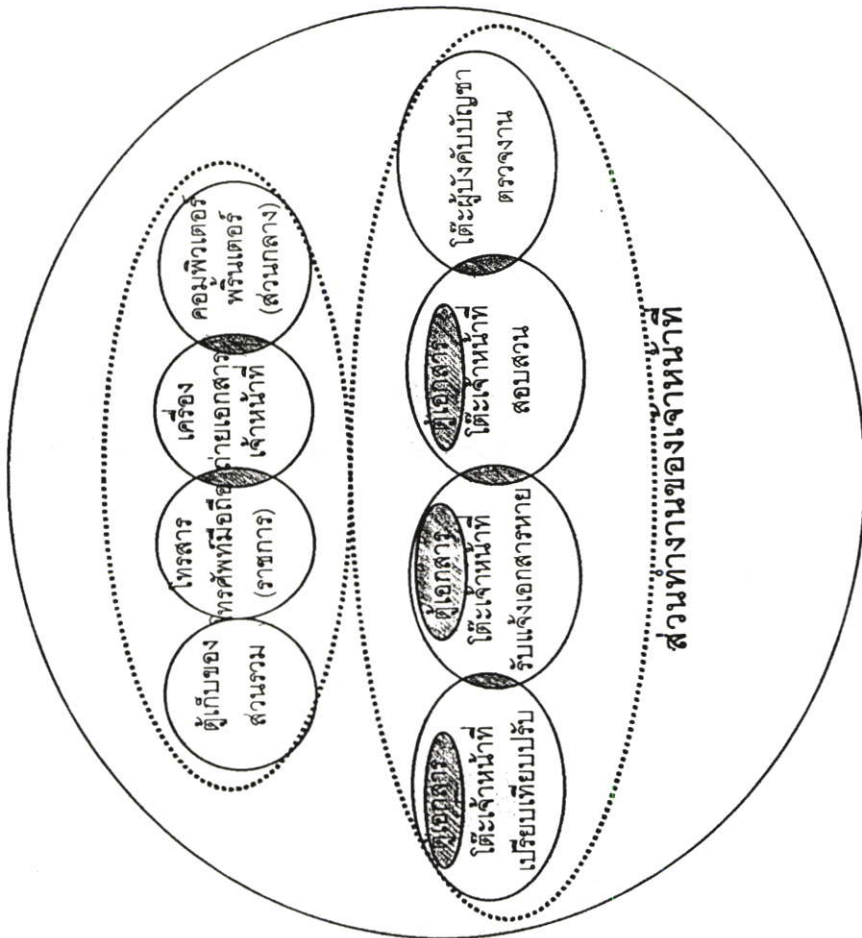 ตู้เก็บของ
ส่วนรวม
โทรสาร
โทรศัพท์มือถือ
(ราชการ)
เครื่อง
ถ่ายเอกสาร
เจ้าหน้าที่
คอมพิวเตอร์
พริ้นเตอร์
(ส่วนกลาง)
ตู้เอกสาร
โต๊ะเจ้าหน้าที่
เปรียบเทียบปรับ
ตู้เอกสาร
โต๊ะเจ้าหน้าที่
รับแจ้งเอกสารหาย
ตู้เอกสาร
โต๊ะเจ้าหน้าที่
สอบสวน
โต๊ะผู้บังคับบัญชา
ตรวจงาน
ส่วนทำงานของเจ้าหน้าที่